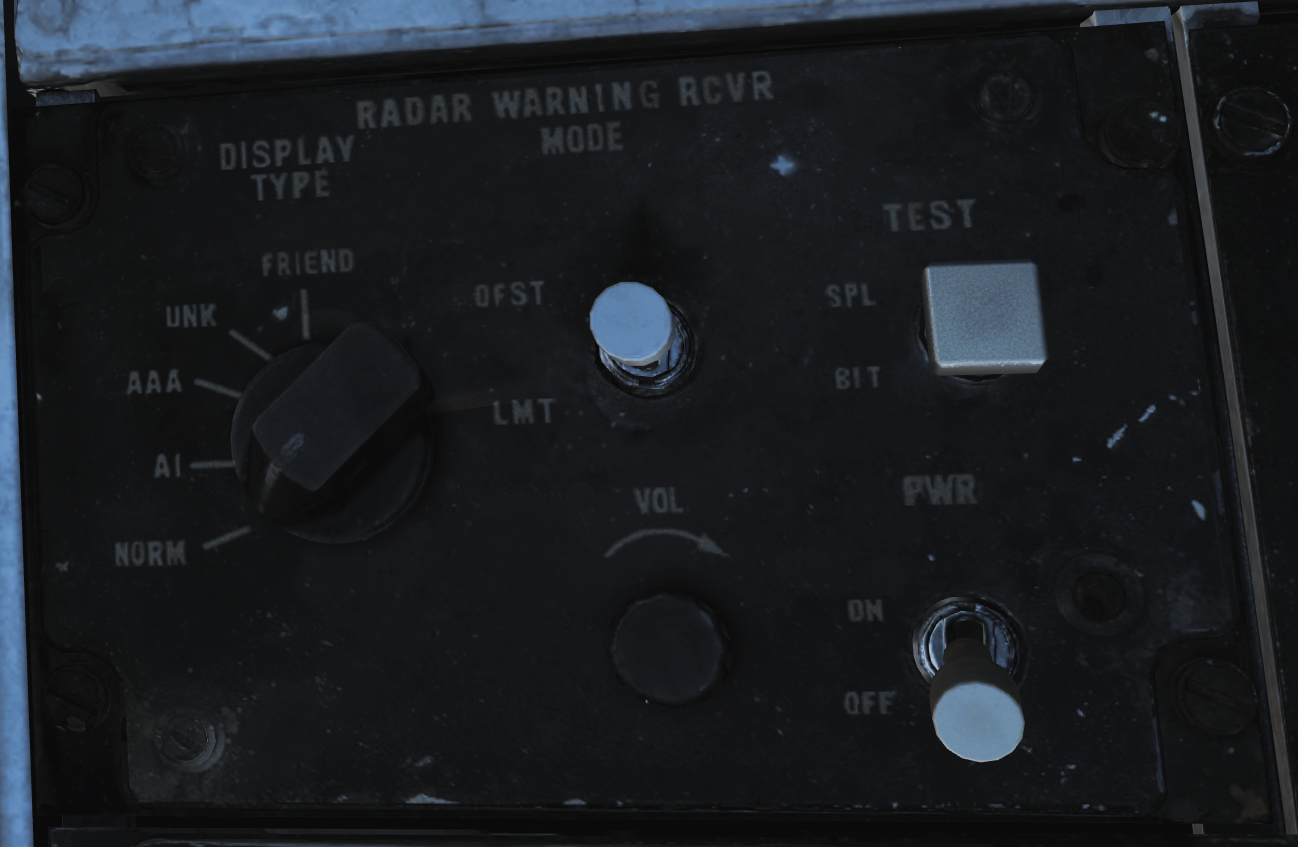 RADAR WARNING RCVR
MODE
DISPLAY
TYPE
FRIEND
UNK
AAA
AI
NORM
OFST
LMT
VOL
TEST
SPL
BIT
PWR
ON
OFF